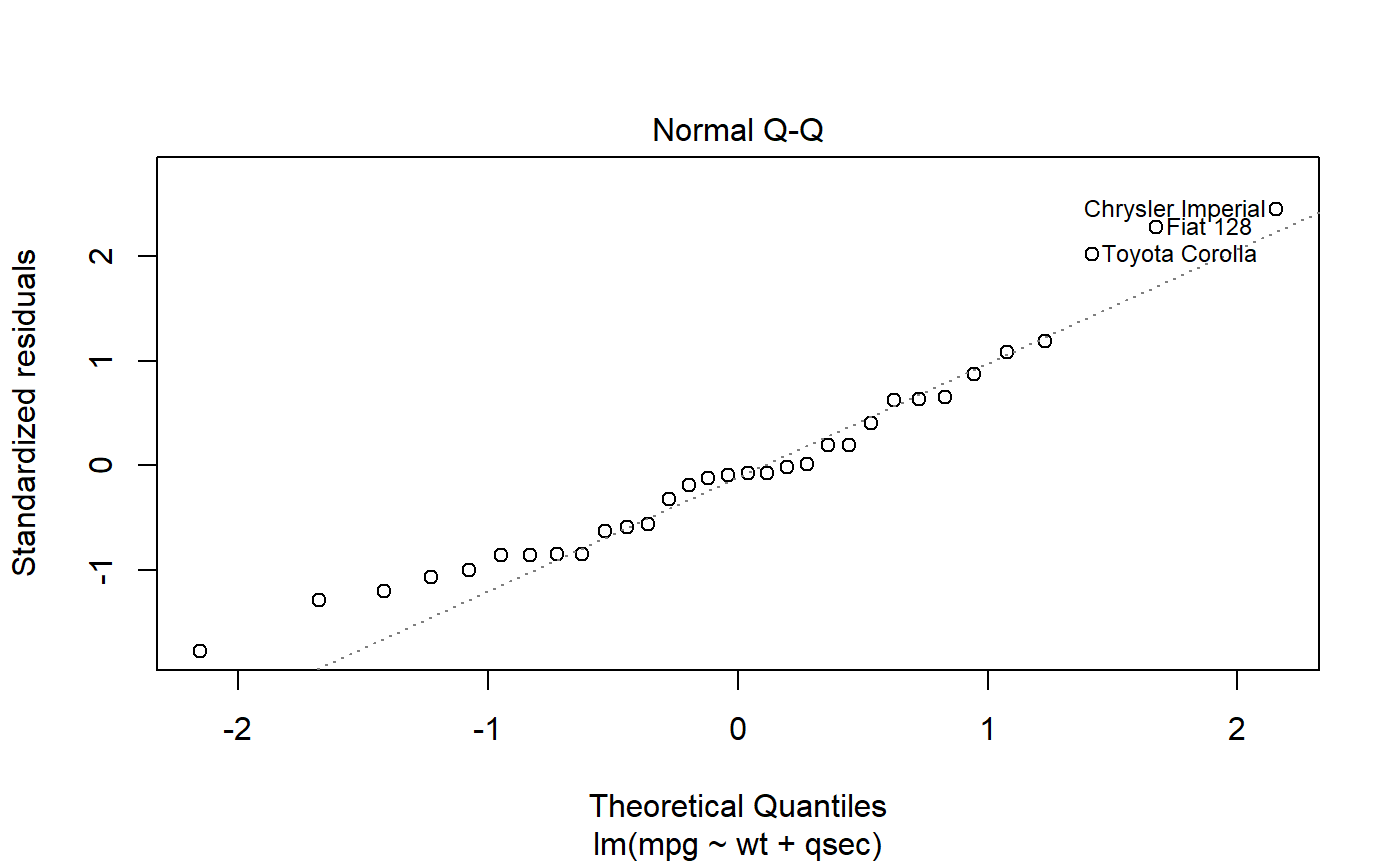 Normal Q-Q
Standardized residuals
2
1
0
-1
Chrysler Imperial
Fiat 128
Toyota Corolla
-2 -1 0 1 2
Theoretical Quantiles
lm(mpg ~ wt + qsec)